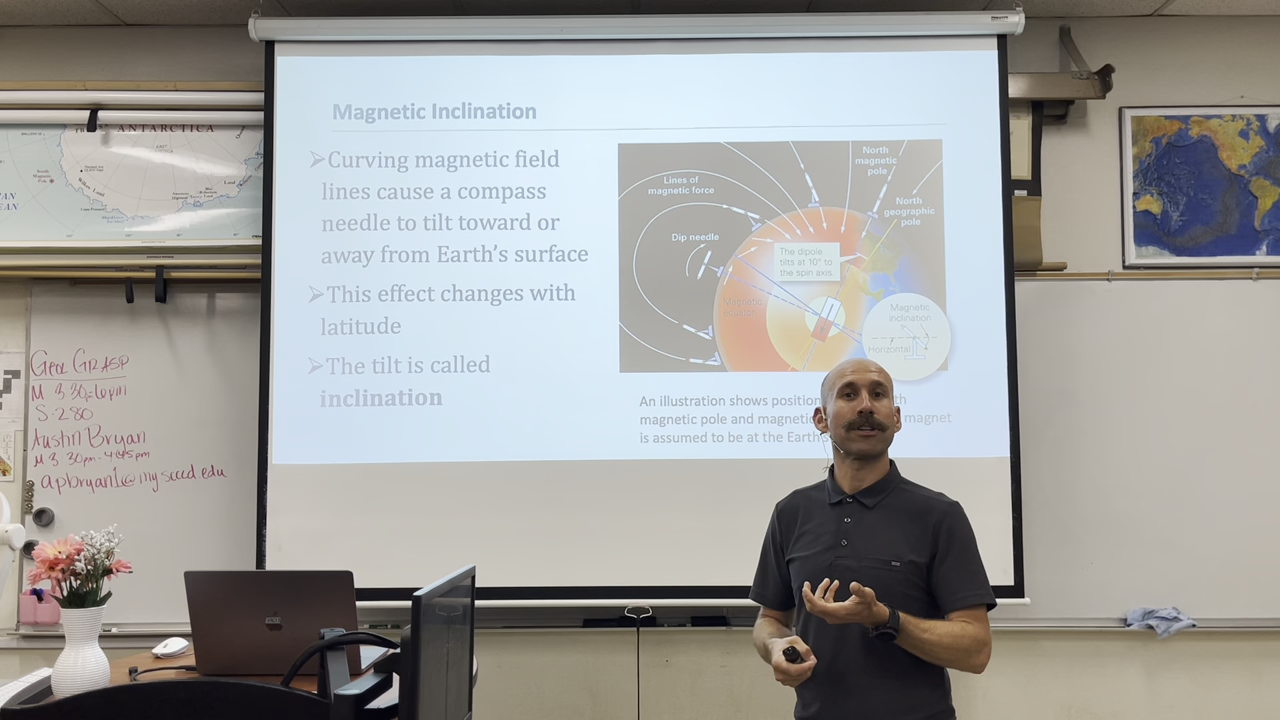 Magnetic Inclination
➢Curving magnetic field
lines cause a compass
needle to tilt toward or
away from Earth's surface
➢This effect changes with
latitude
➢The tilt is called
inclination
Lines of
magnetic force
Dip needle
North
magnetic
pole
North
geographic
pole
The dipole
tilts at 10° to
the spin axis.
Magnetic
equator
Magnetic
inclination
Horizontal
An illustration shows position
magnetic pole and magnetic magnet
is assumed to be at the Earth's
ANTARCTICA
Geo GRASP
M 3:30-6pm
S-280
Austin Bryan
M 3:30pm-4:45pm
apbryan1@my.sccd.edu